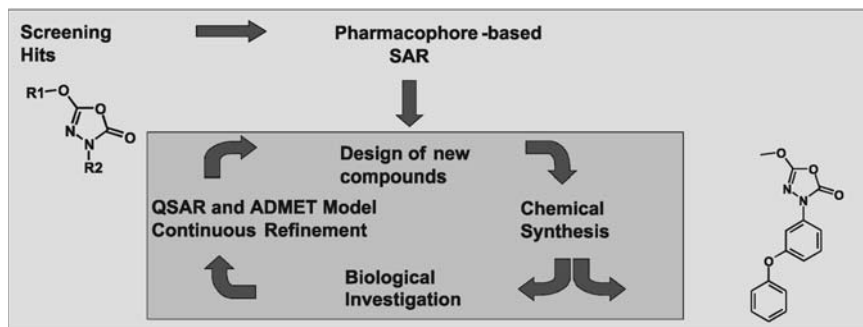 Screening
Hits
Pharmacophore -based
SAR
R1
O
O
N
N
O
R2
Design of new
compounds
QSAR and ADMET Model
Continuous Refinement
Chemical
Synthesis
Biological
Investigation
O
O
N
N
O
O